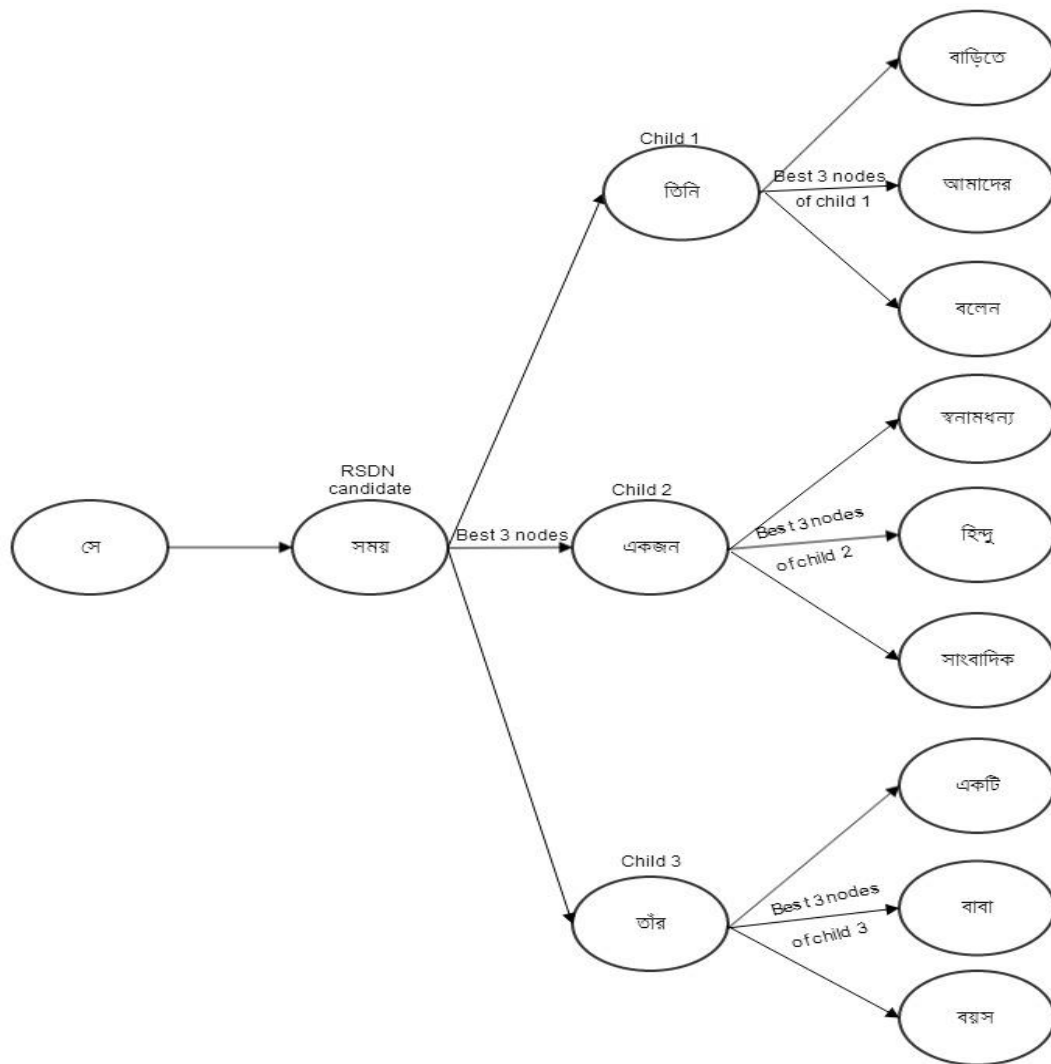 বাড়িতে
Child 1
তিনি
Best 3 nodes
of child 1
আমাদের
বলেন
স্বনামধন্য
RSDN
candidate
Child 2
সে
সময়
Best 3 nodes
একজন
Best 3 nodes
of child 2
হিন্দু
সাংবাদিক
একটি
Child 3
তাঁর
Best 3 nodes
of child 3
বাবা
বয়স